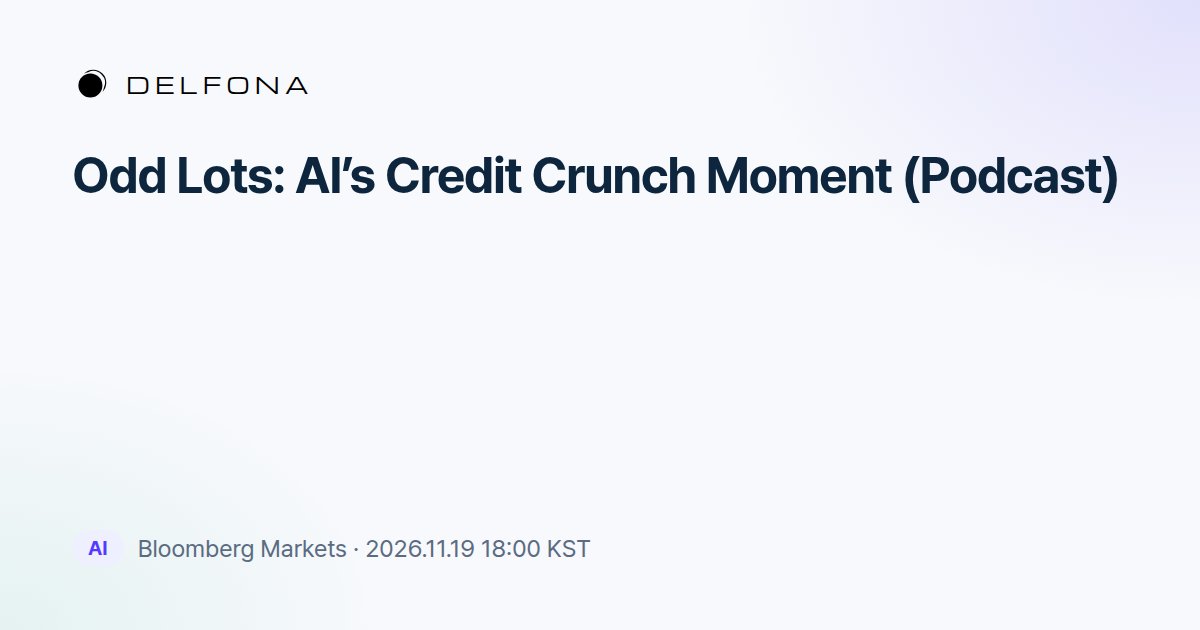 DELFONA
Odd Lots: AI’s Credit Crunch Moment (Podcast)
AI Bloomberg Markets · 2026.11.19 18:00 KST